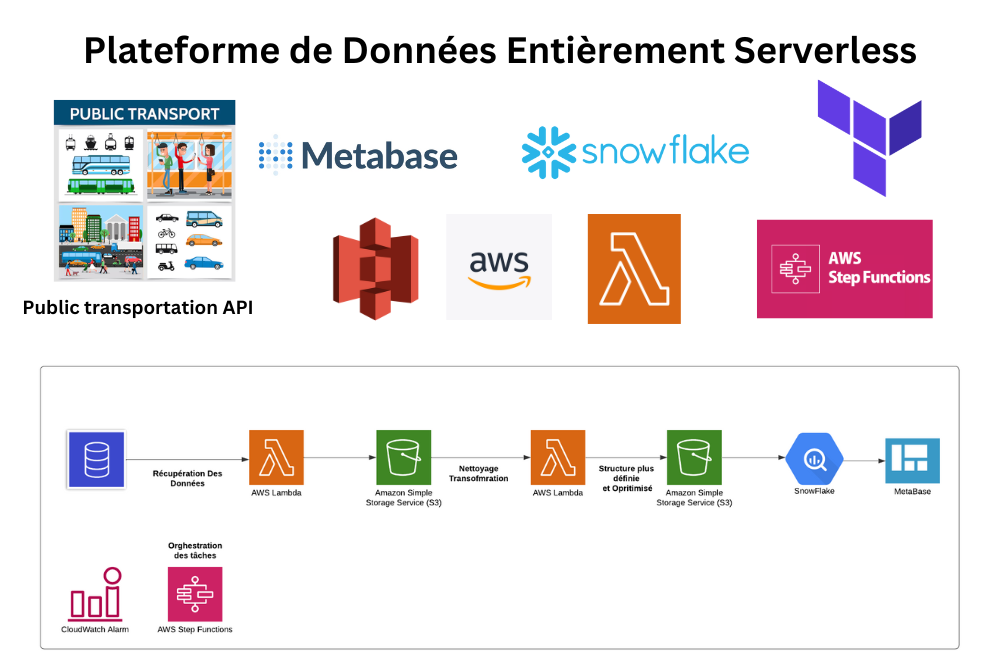 Plateforme de Données Entièrement Serverless
PUBLIC TRANSPORT
Metabase
snowflake
aws
AWS
Step Functions
Public transportation API
Récupération Des
Données
AWS Lambda
Amazon Simple
Storage Service (S3)
Nettoyage
Transofmration
AWS Lambda
Structure plus
définie
et Opritimisé
Amazon Simple
Storage Service (S3)
SnowFlake
MetaBase
Orghestration
des tâches
CloudWatch Alarm
AWS Step Functions